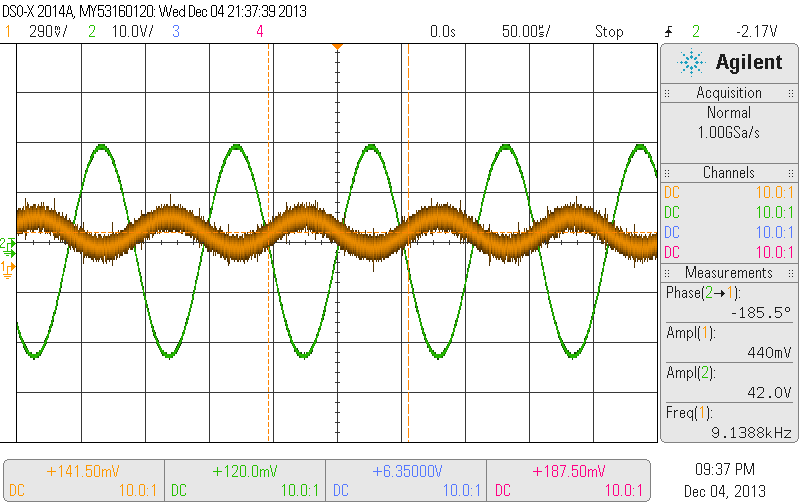 DSO-X 2014A, MY53160120: Wed Dec 04 21:37:39 2013
1 290mV/ 2 10.0V/ 3 4 0.0s 50.00us/ Stop 2 -2.17V
Agilent
Acquisition
Normal
1.00GSa/s
Channels
DC 10.0:1
DC 10.0:1
DC 10.0:1
DC 10.0:1
Measurements
Phase(2→1):
-185.5°
Ampl(1):
440mV
Ampl(2):
42.0V
Freq(1):
9.1388kHz
2
1
+141.50mV +120.0mV +6.35000V +187.50mV
DC 10.0:1 DC 10.0:1 DC 10.0:1 DC 10.0:1
09:37 PM
Dec 04, 2013